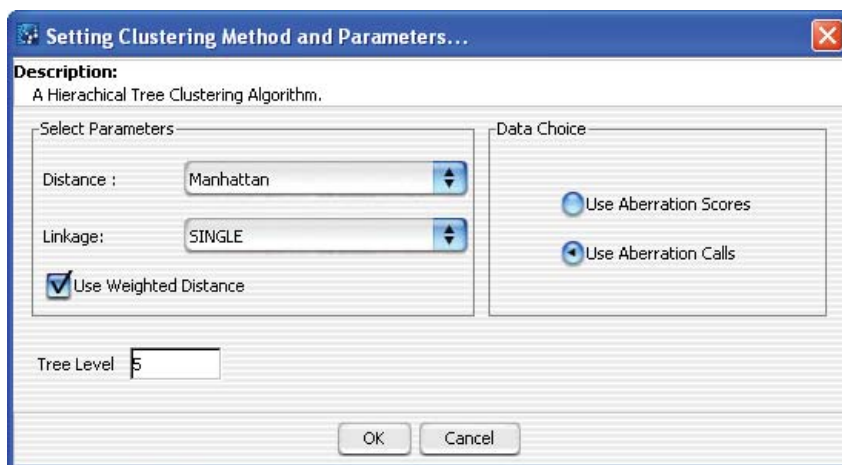 Setting Clustering Method and Parameters...
Description:
A Hierachical Tree Clustering Algorithm.
Select Parameters
Distance :
Manhattan
Linkage:
SINGLE
Use Weighted Distance
Data Choice
Use Aberration Scores
Use Aberration Calls
Tree Level
5
OK
Cancel